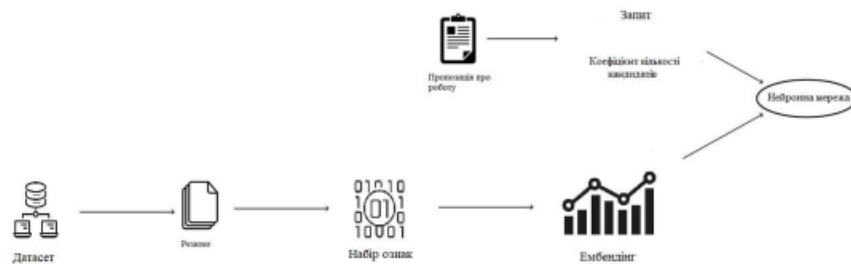 Запит
Пропозиція про
роботу
Коефіцієнт кількості
кандидатів
Нейронна мережа
Датасет
Резюме
Набір ознак
Ембендінг